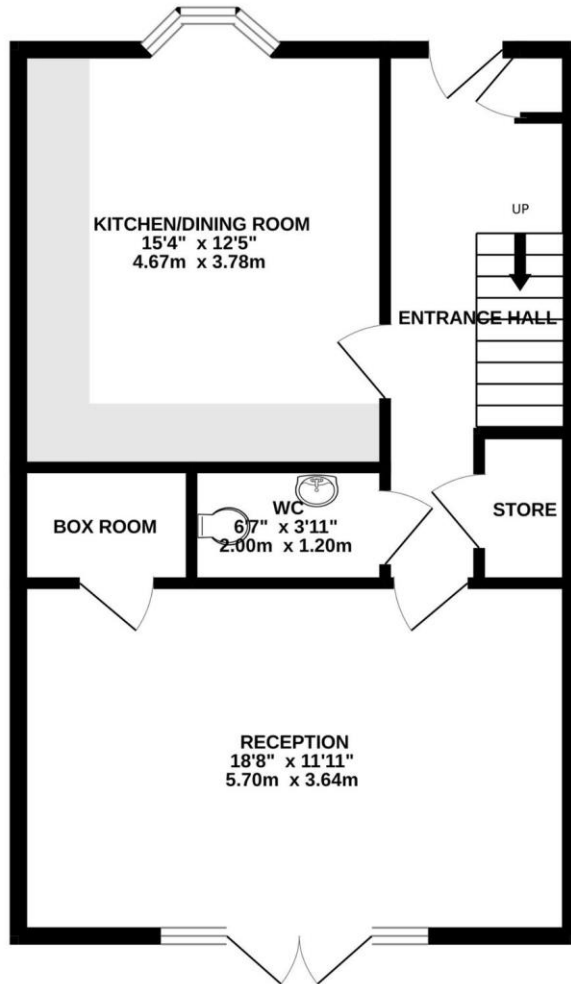 KITCHEN/DINING ROOM
15'4" x 12'5"
4.67m x 3.78m
UP
ENTRANCE HALL
BOX ROOM
WC
6'7" x 3'11"
2.00m x 1.20m
STORE
RECEPTION
18'8" x 11'11"
5.70m x 3.64m